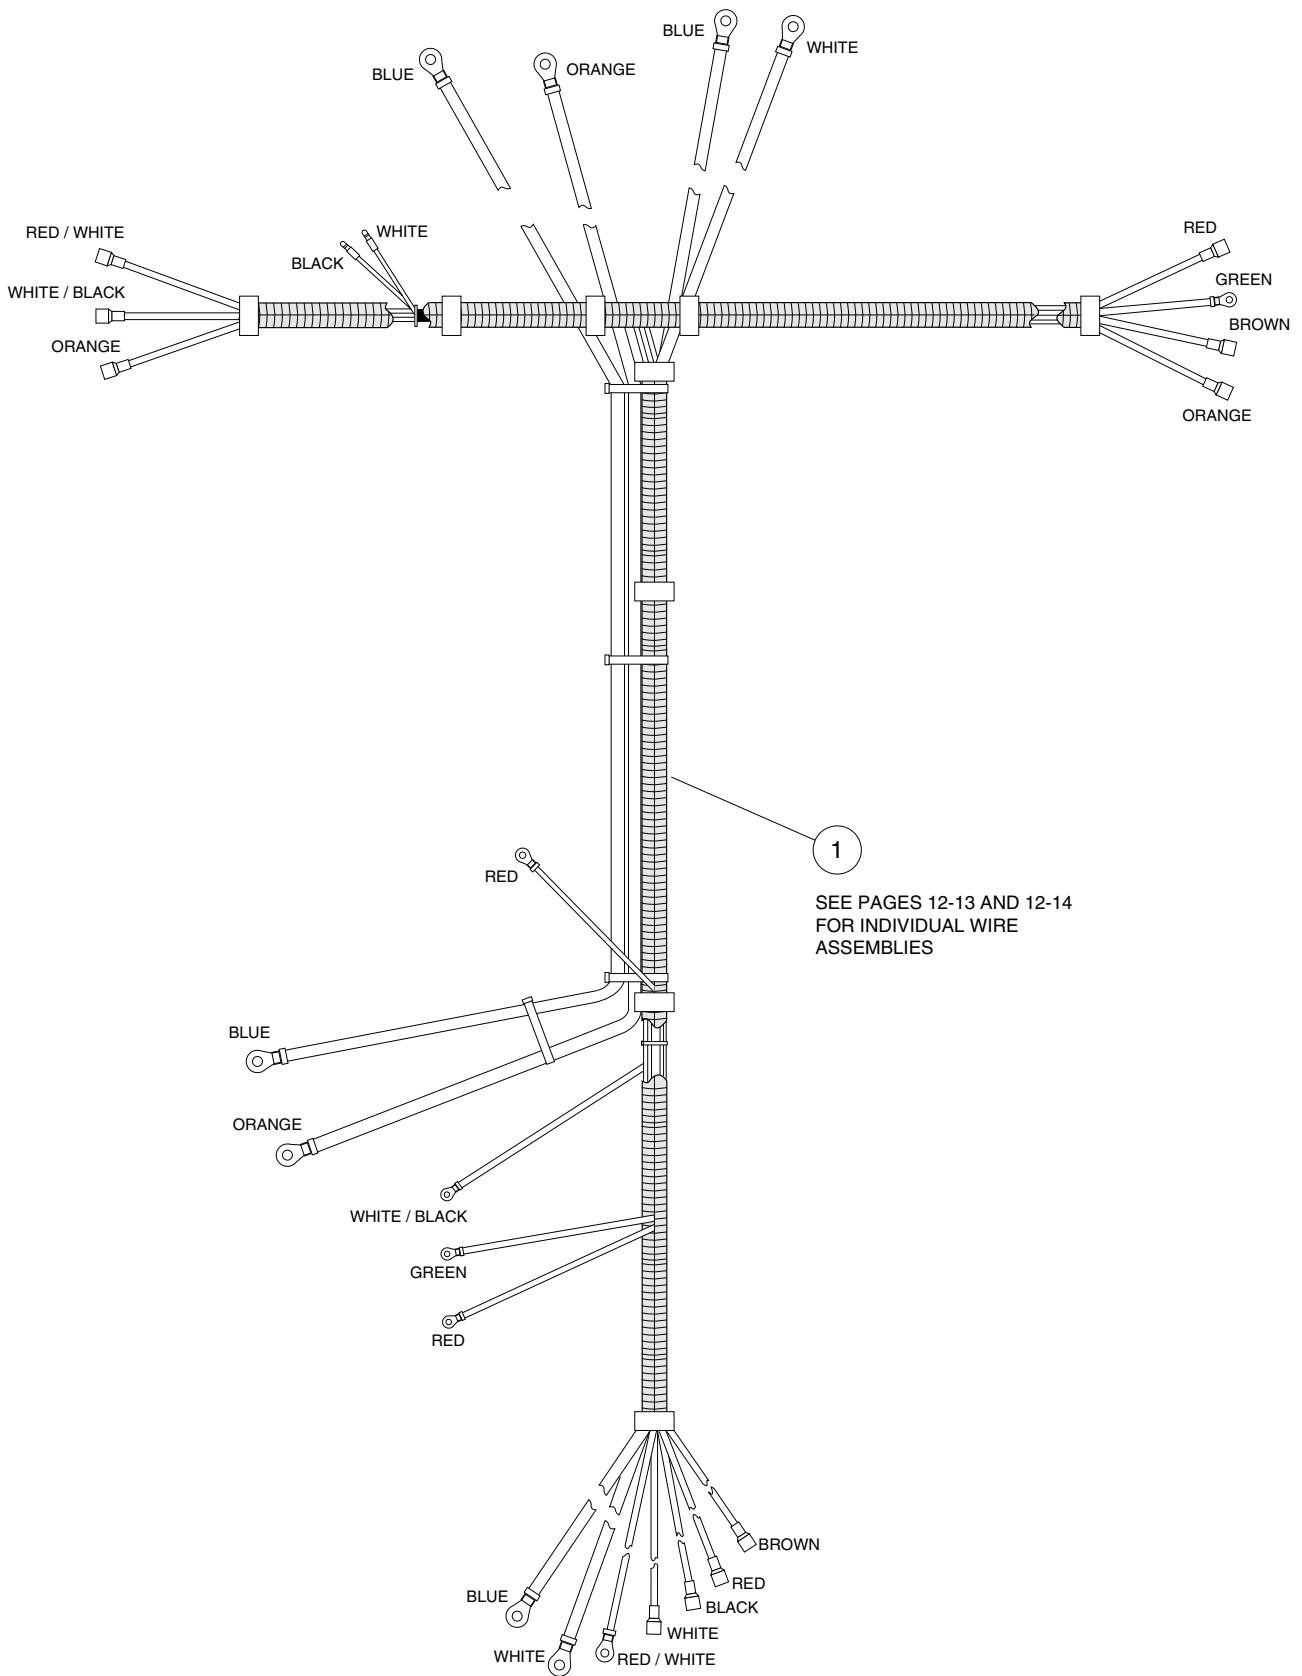 BLUE
WHITE
BLUE
ORANGE
RED / WHITE
WHITE
BLACK
WHITE / BLACK
ORANGE
RED
GREEN
BROWN
ORANGE
1
SEE PAGES 12-13 AND 12-14
FOR INDIVIDUAL WIRE
ASSEMBLIES
RED
BLUE
ORANGE
WHITE / BLACK
GREEN
RED
BROWN
RED
BLACK
BLUE
WHITE
WHITE
RED / WHITE